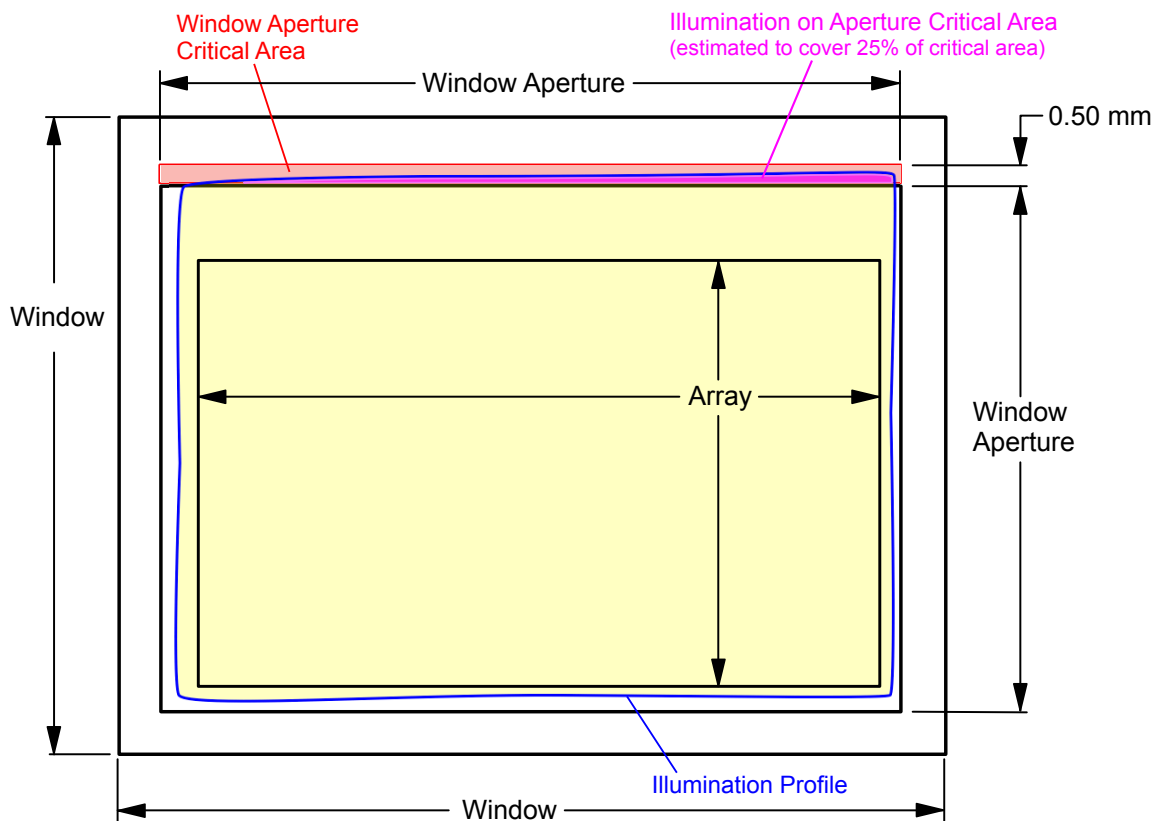 Window Aperture
Critical Area
Illumination on Aperture Critical Area
(estimated to cover 25% of critical area)
Window Aperture
0.50 mm
Window
Array
Window
Aperture
Illumination Profile
Window